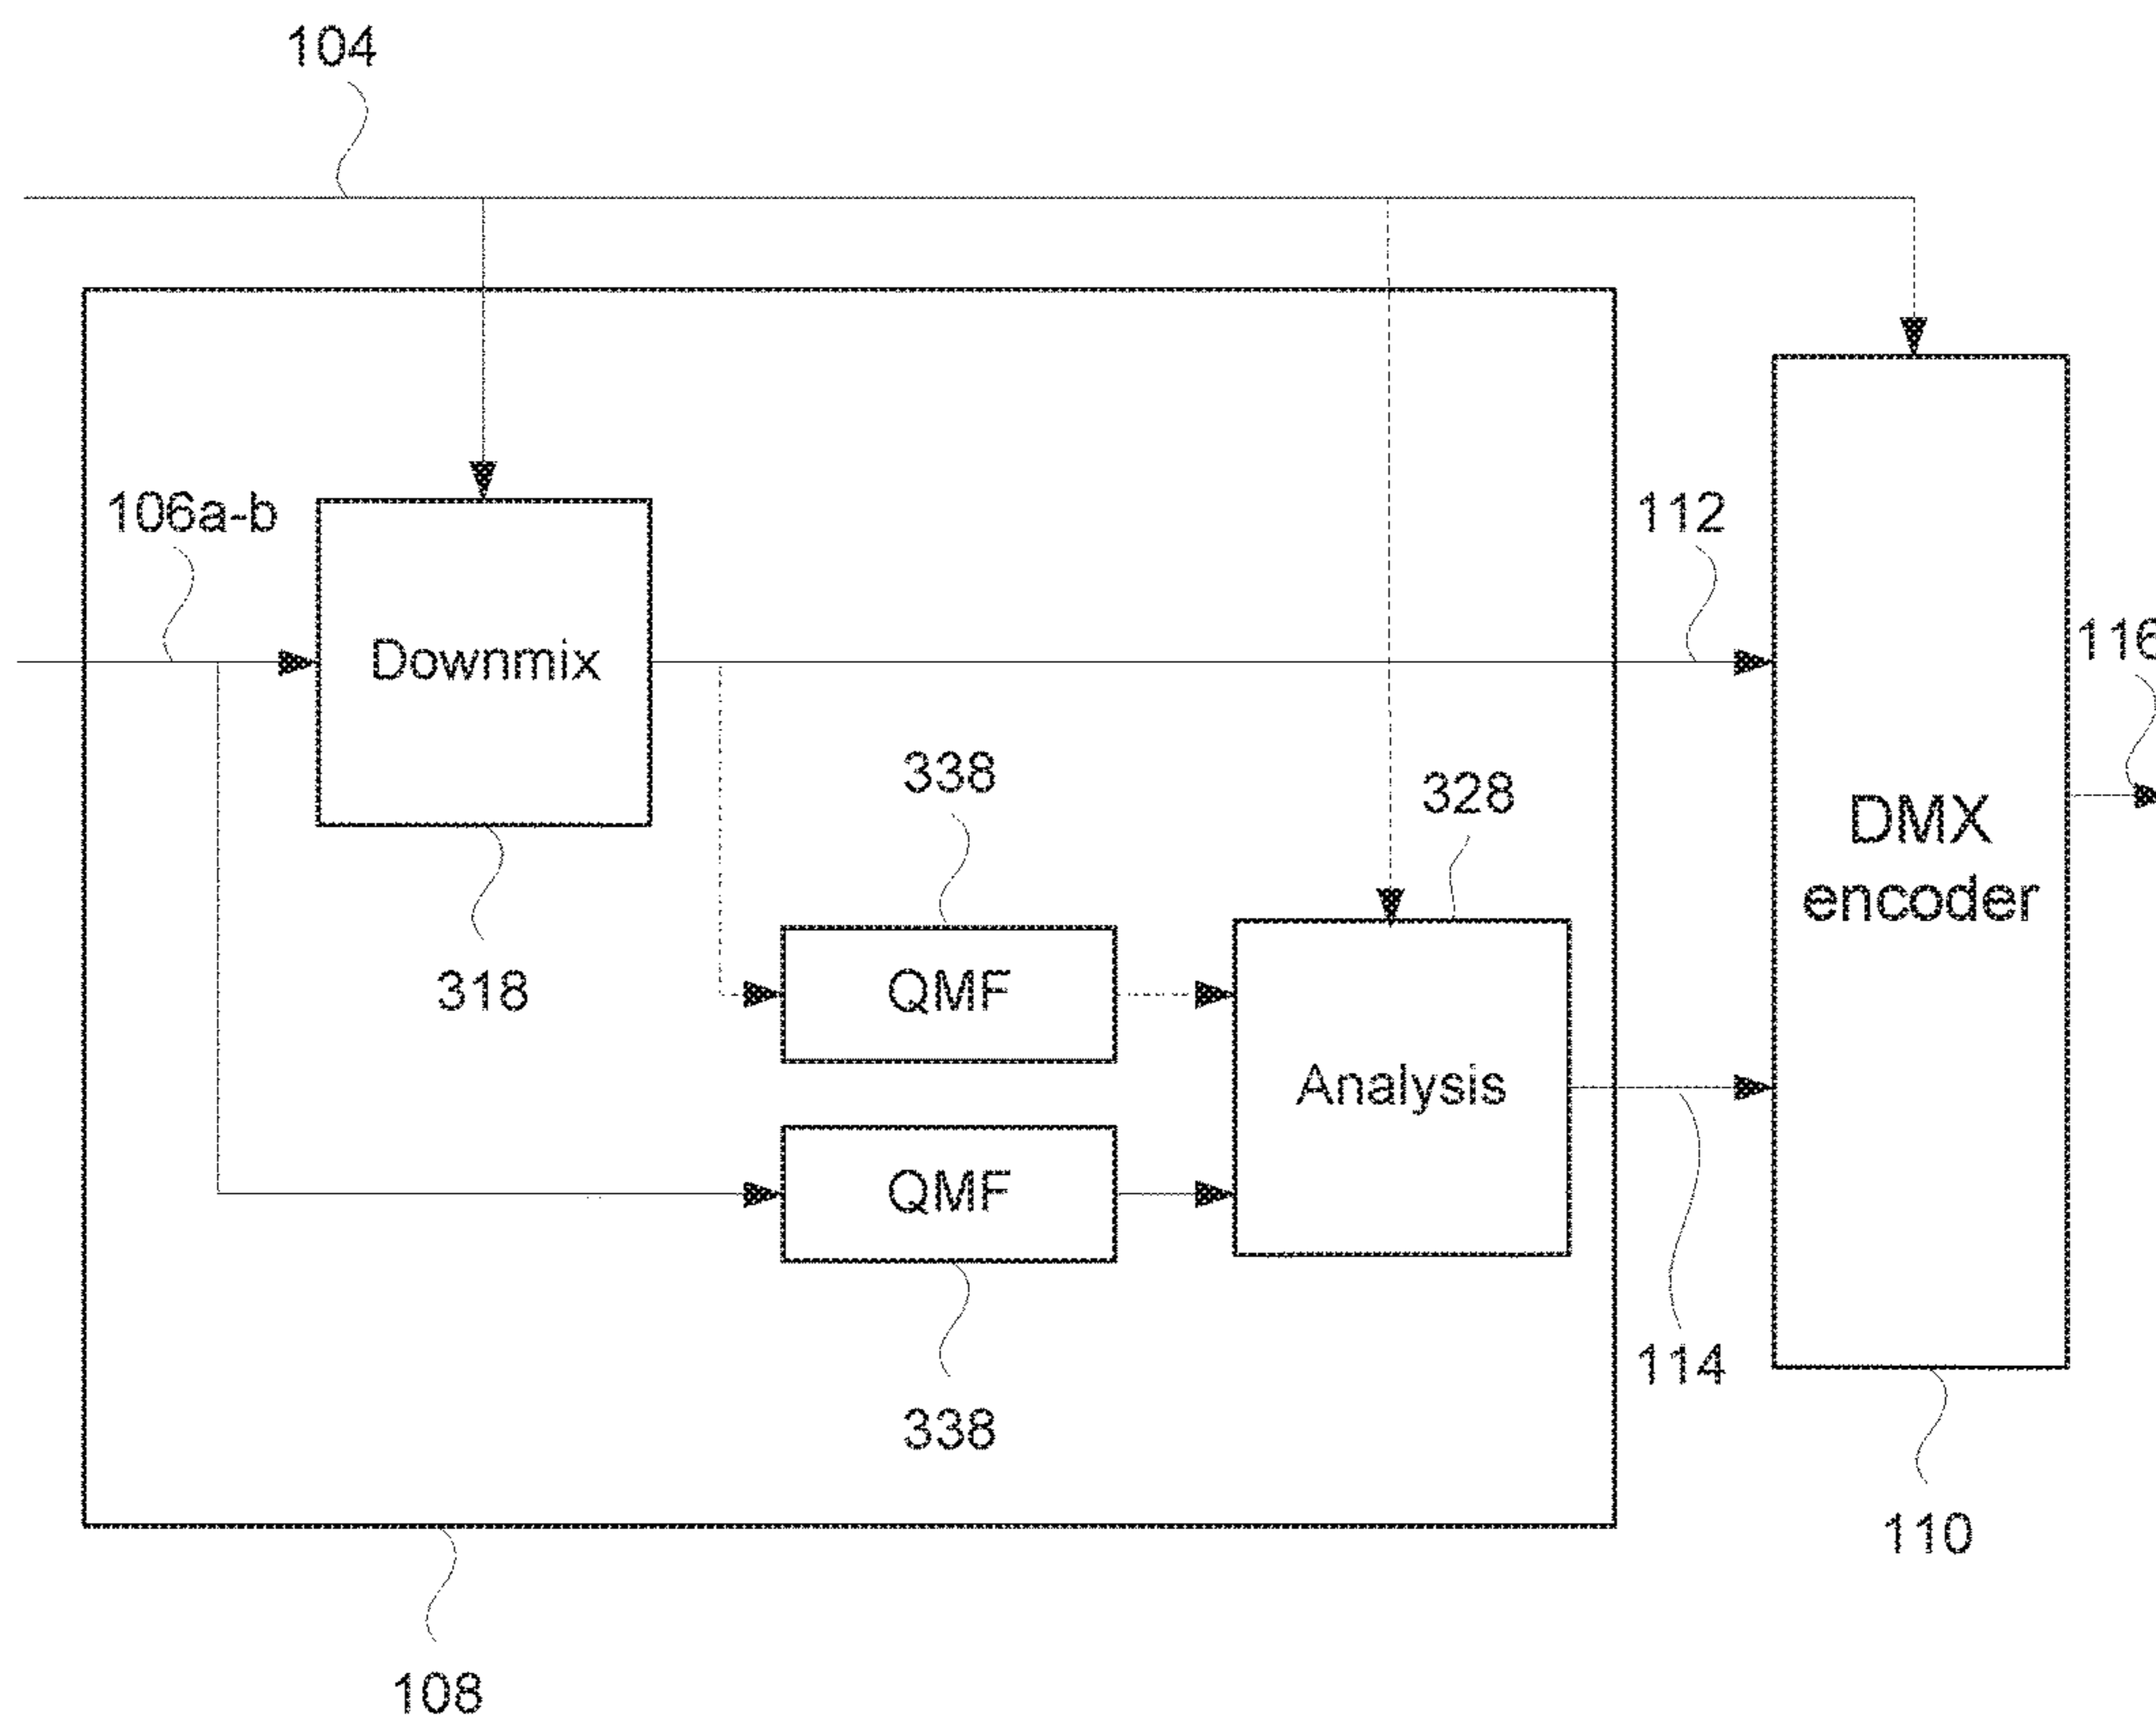 104
106a-b
112
Downmix
116
338
328
DMX
encoder
318
QMF
Analysis
QMF
114
338
110
108